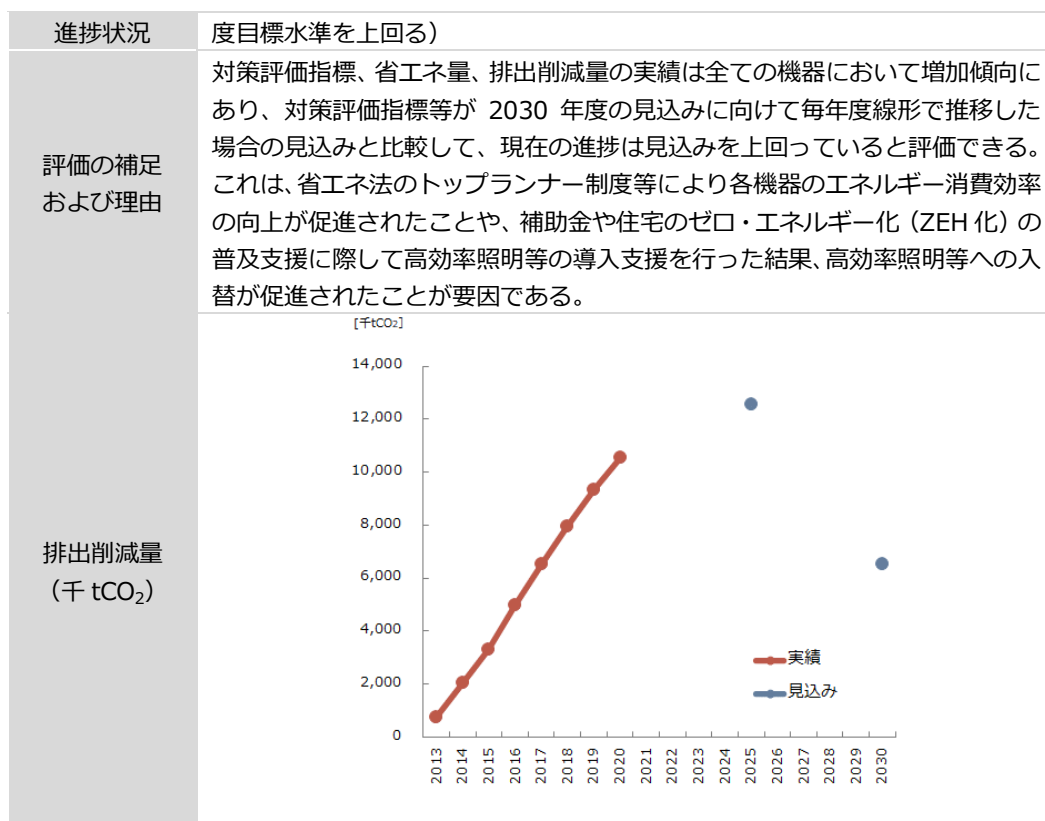 進捗状況
度目標水準を上回る）
評価の補足
および理由
対策評価指標、省エネ量、排出削減量の実績は全ての機器において増加傾向に
あり、対策評価指標等が 2030 年度の見込みに向けて毎年度線形で推移した
場合の見込みと比較して、現在の進捗は見込みを上回っていると評価できる。
これは、省エネ法のトップランナー制度等により各機器のエネルギー消費効率
の向上が促進されたことや、補助金や住宅のゼロ・エネルギー化（ZEH 化）の
普及支援に際して高効率照明等の導入支援を行った結果、高効率照明等への入
替が促進されたことが要因である。
排出削減量
（千 tCO₂）
[千tCO₂]
14,000
12,000
10,000
8,000
6,000
4,000
2,000
0
実績
見込み
2013
2014
2015
2016
2017
2018
2019
2020
2021
2022
2023
2024
2025
2026
2027
2028
2029
2030